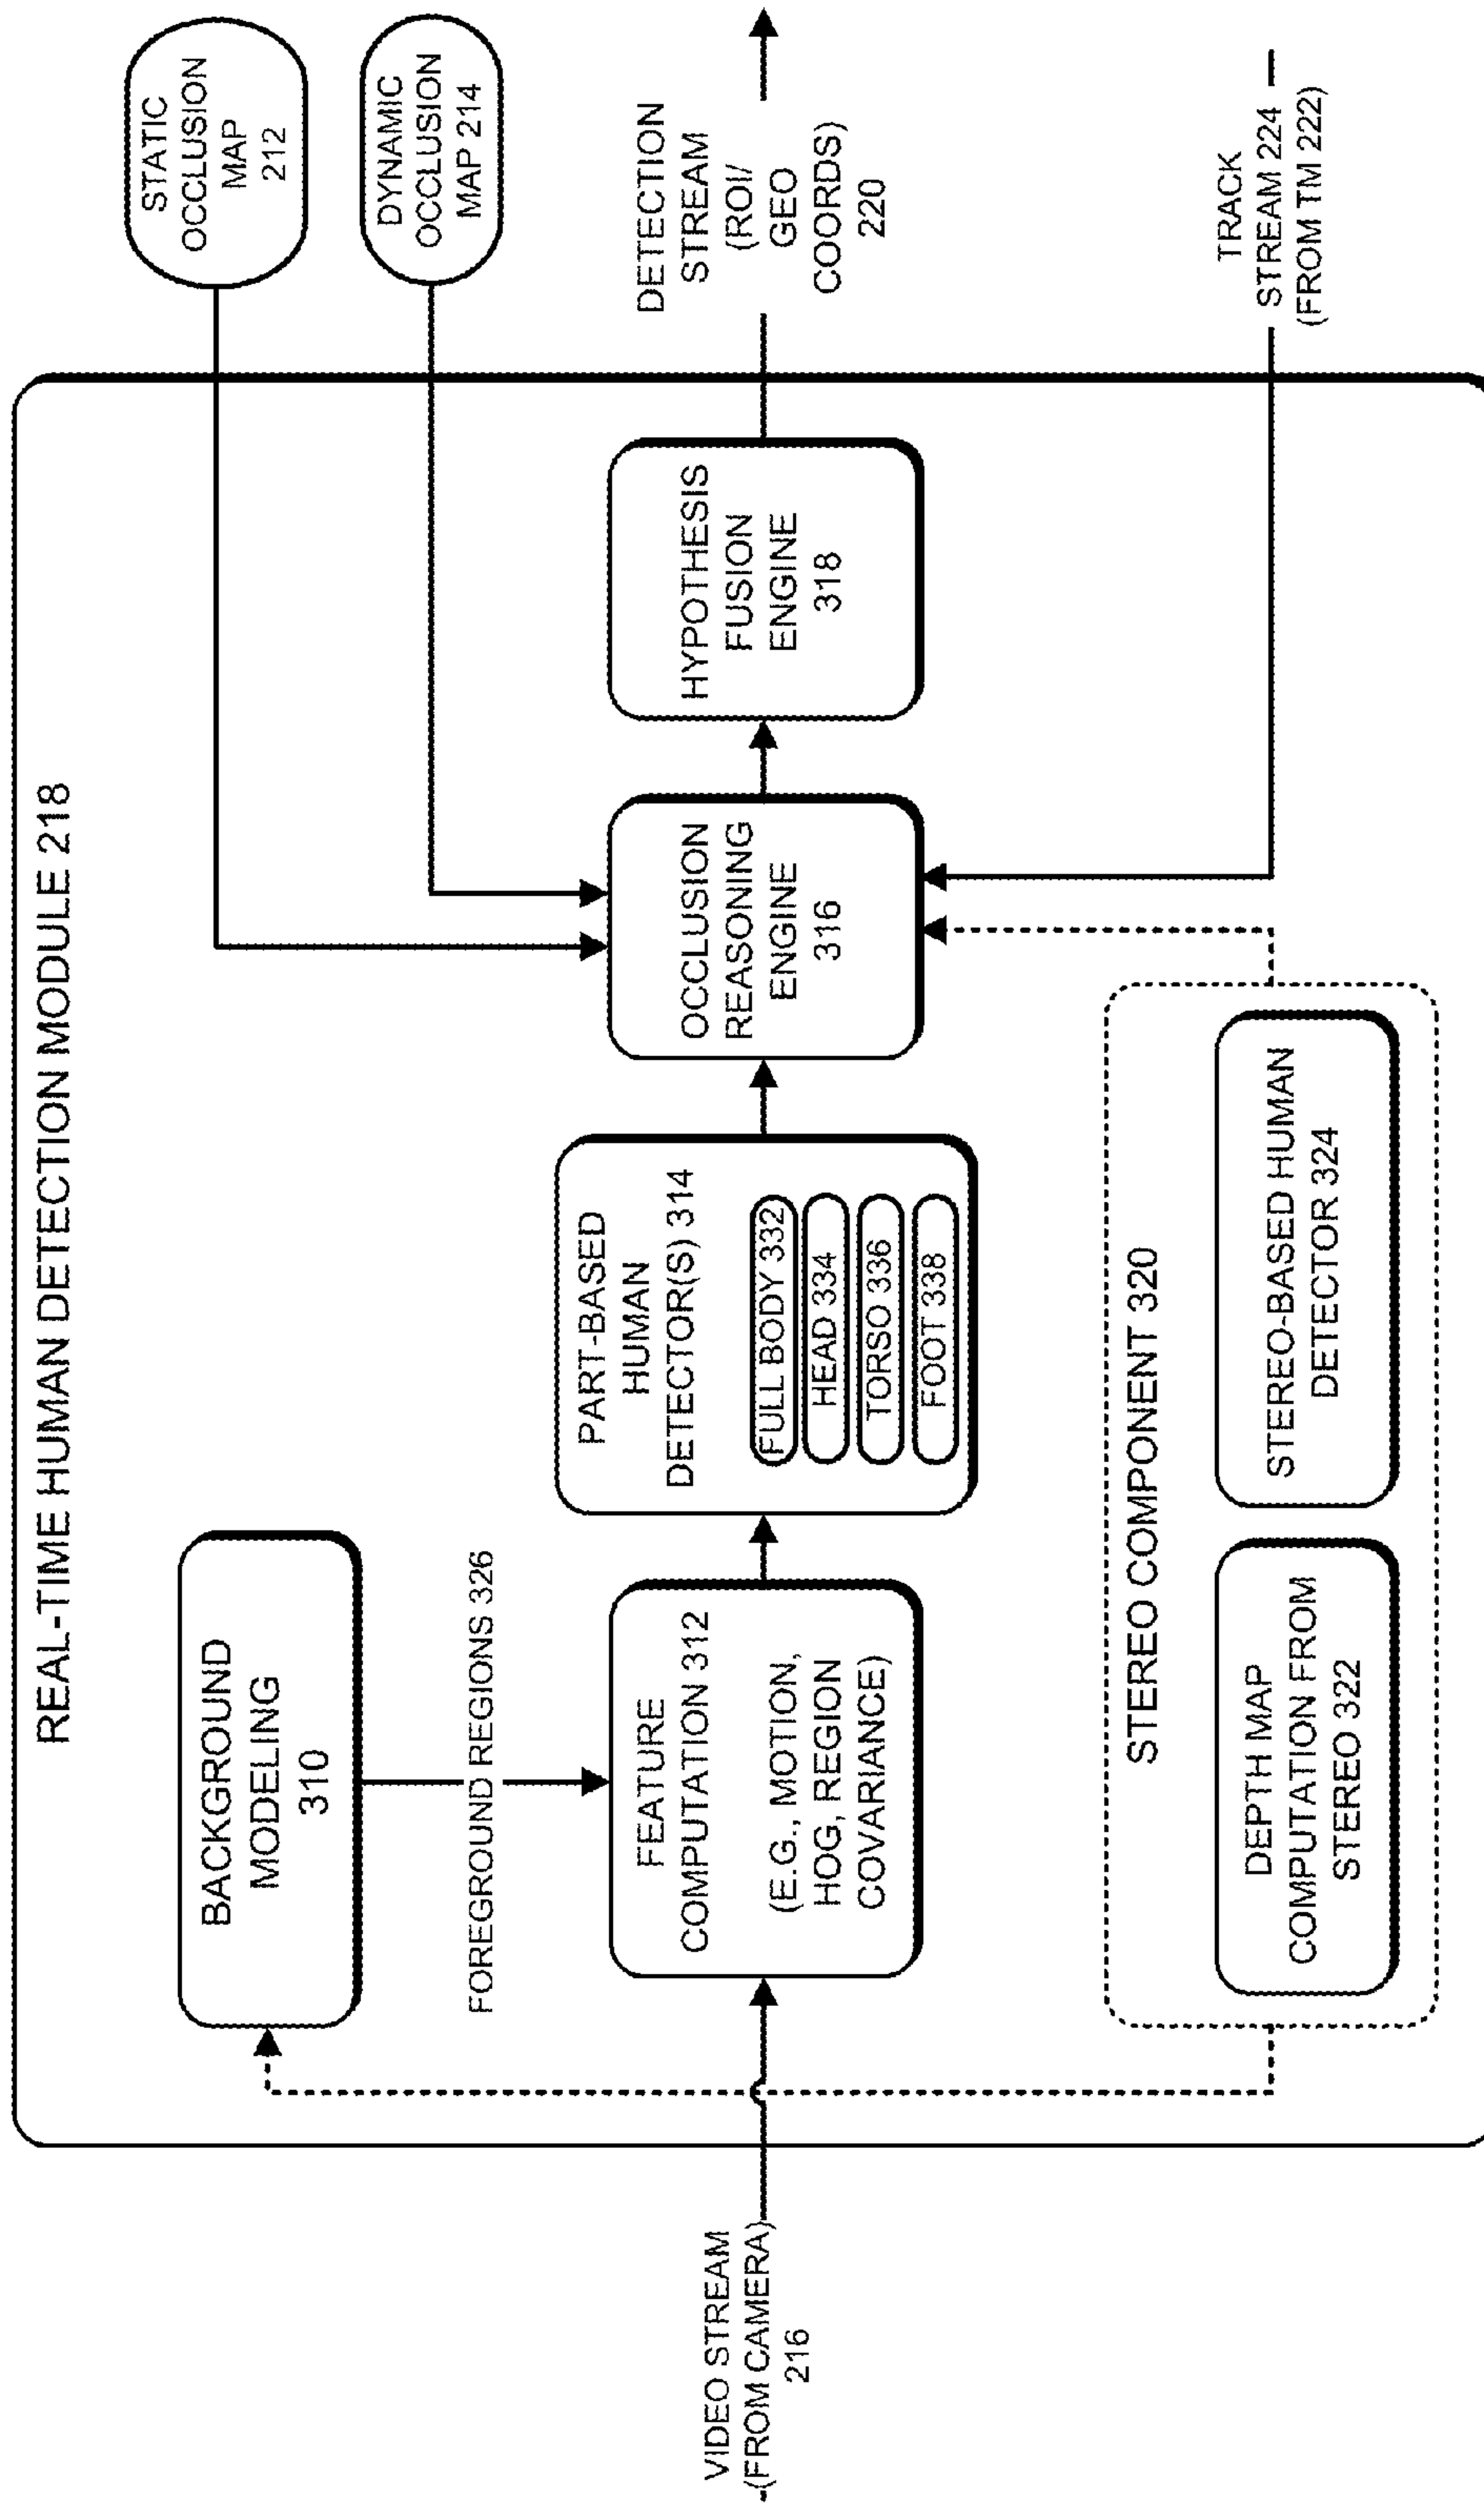 REAL-TIME HUMAN DETECTION MODULE 218
BACKGROUND
MODELING
310
FOREGROUND REGIONS 326
VIDEO STREAM
(FROM CAMERA)
216
FEATURE
COMPUTATION 312
(E.G., MOTION,
HOG, REGION
COVARIANCE)
PART-BASED
HUMAN
DETECTOR(S) 314
FULL BODY 332
HEAD 334
TORSO 336
FOOT 338
OCCLUSION
REASONING
ENGINE
316
HYPOTHESIS
FUSION
ENGINE
318
STATIC
OCCLUSION
MAP
212
DYNAMIC
OCCLUSION
MAP 214
DETECTION
STREAM
(ROI/
GEO
COORDS)
220
TRACK
STREAM 224
(FROM TM 222)
STEREO COMPONENT 320
DEPTH MAP
COMPUTATION FROM
STEREO 322
STEREO-BASED HUMAN
DETECTOR 324